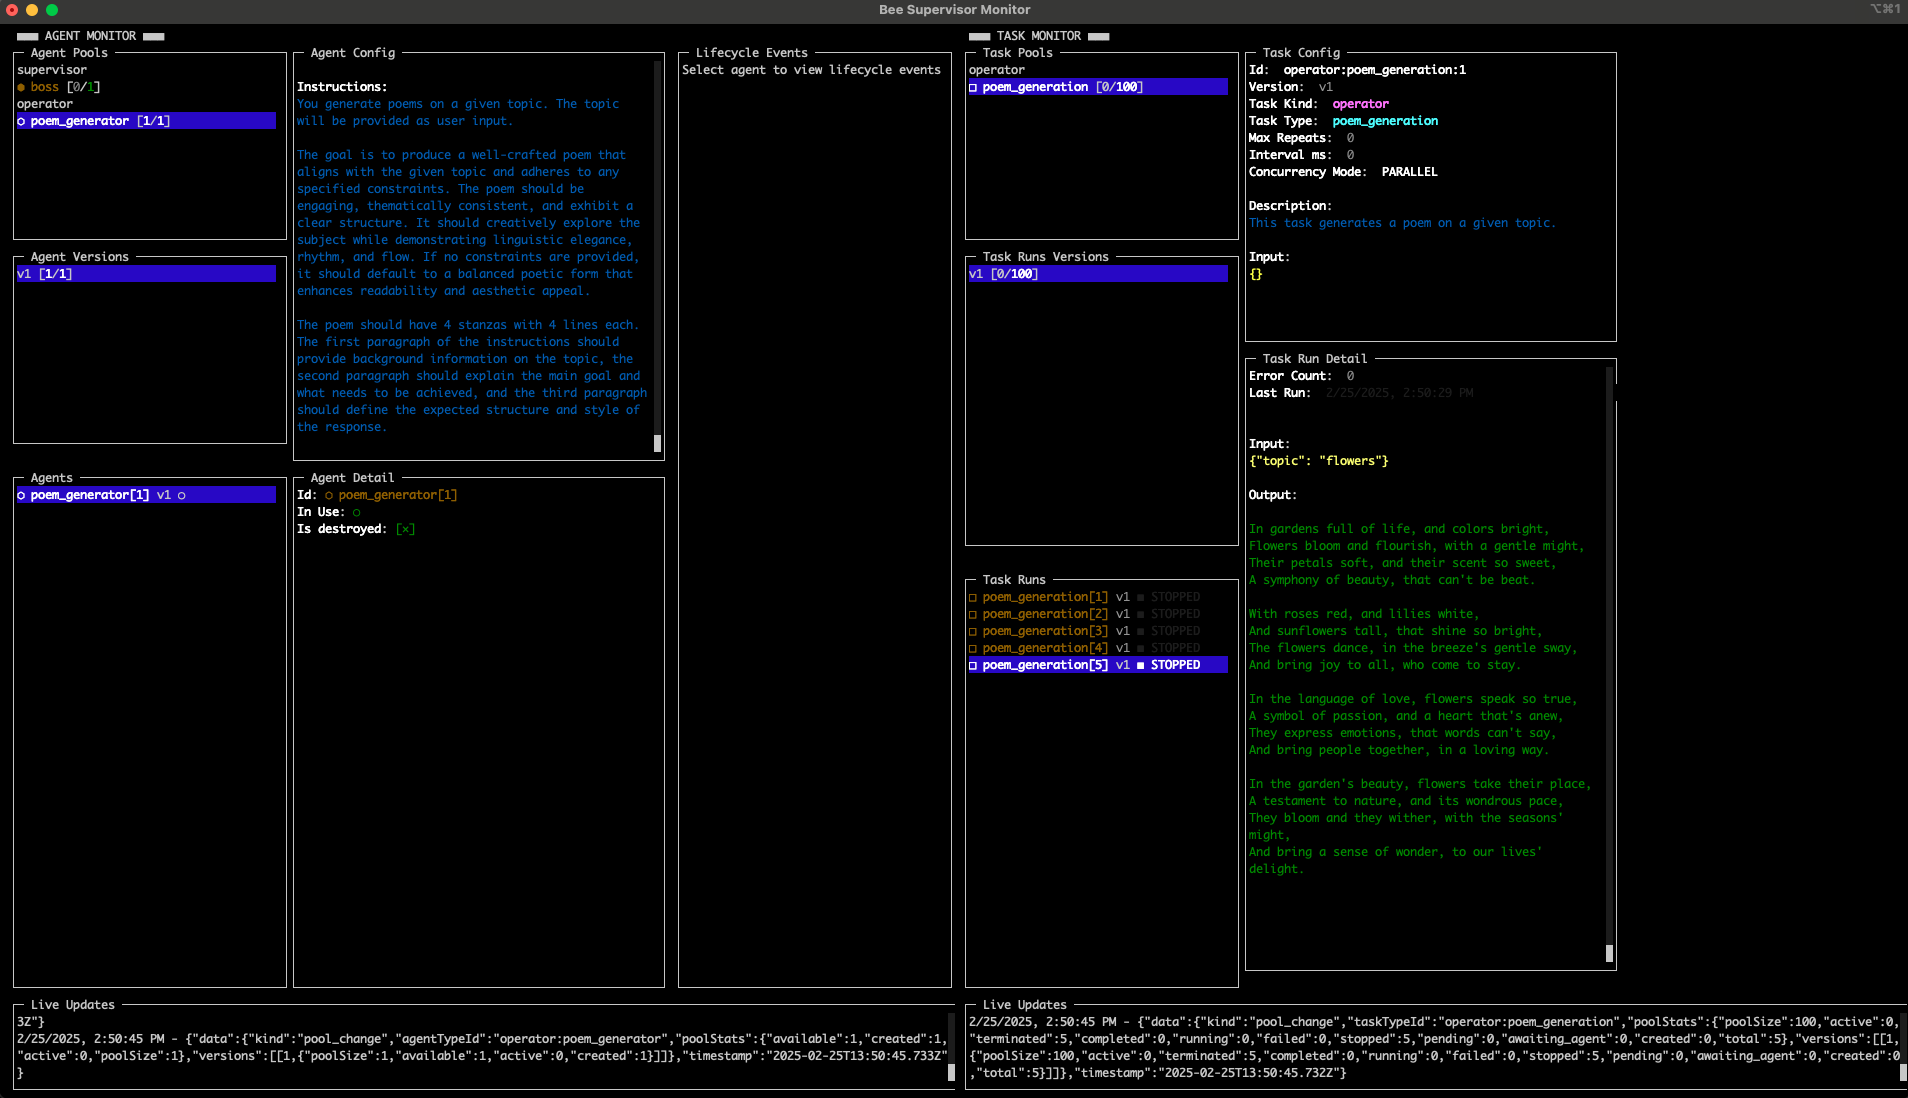 Bee Supervisor Monitor
⌥⌘1
AGENT MONITOR
Agent Pools
supervisor
boss [0/1]
operator
poem_generator [1/1]
Agent Versions
v1 [1/1]
Agents
poem_generator[1] v1
Agent Config
Instructions:
You generate poems on a given topic. The topic
will be provided as user input.
The goal is to produce a well-crafted poem that
aligns with the given topic and adheres to any
specified constraints. The poem should be
engaging, thematically consistent, and exhibit a
clear structure. It should creatively explore the
subject while demonstrating linguistic elegance,
rhythm, and flow. If no constraints are provided,
it should default to a balanced poetic form that
enhances readability and aesthetic appeal.
The poem should have 4 stanzas with 4 lines each.
The first paragraph of the instructions should
provide background information on the topic, the
second paragraph should explain the main goal and
what needs to be achieved, and the third paragraph
should define the expected structure and style of
the response.
Agent Detail
Id: poem_generator[1]
In Use:
Is destroyed: [x]
Lifecycle Events
Select agent to view lifecycle events
TASK MONITOR
Task Pools
operator
poem_generation [0/100]
Task Runs Versions
v1 [0/100]
Task Runs
poem_generation[1] v1 STOPPED
poem_generation[2] v1 STOPPED
poem_generation[3] v1 STOPPED
poem_generation[4] v1 STOPPED
poem_generation[5] v1 STOPPED
Task Config
Id: operator:poem_generation:1
Version: v1
Task Kind: operator
Task Type: poem_generation
Max Repeats: 0
Interval ms: 0
Concurrency Mode: PARALLEL
Description:
This task generates a poem on a given topic.
Input:
{}
Task Run Detail
Error Count: 0
Last Run: 2/25/2025, 2:50:29 PM
Input:
{"topic": "flowers"}
Output:
In gardens full of life, and colors bright,
Flowers bloom and flourish, with a gentle might,
Their petals soft, and their scent so sweet,
A symphony of beauty, that can't be beat.
With roses red, and lilies white,
And sunflowers tall, that shine so bright,
The flowers dance, in the breeze's gentle sway,
And bring joy to all, who come to stay.
In the language of love, flowers speak so true,
A symbol of passion, and a heart that's anew,
They express emotions, that words can't say,
And bring people together, in a loving way.
In the garden's beauty, flowers take their place,
A testament to nature, and its wondrous pace,
They bloom and they wither, with the seasons'
might,
And bring a sense of wonder, to our lives'
delight.
Live Updates
3Z"}
2/25/2025, 2:50:45 PM - {"data":{"kind":"pool_change","agentTypeId":"operator:poem_generator","poolStats":{"available":1,"created":1,
"active":0,"poolSize":1},"versions":[[1,{"poolSize":1,"available":1,"active":0,"created":1}]]},"timestamp":"2025-02-25T13:50:45.733Z"
}
Live Updates
2/25/2025, 2:50:45 PM - {"data":{"kind":"pool_change","taskTypeId":"operator:poem_generation","poolStats":{"poolSize":100,"active":0,
"terminated":5,"completed":0,"running":0,"failed":0,"stopped":5,"pending":0,"awaiting_agent":0,"created":0,"total":5},"versions":[[1,
{"poolSize":100,"active":0,"terminated":5,"completed":0,"running":0,"failed":0,"stopped":5,"pending":0,"awaiting_agent":0,"created":0
,"total":5}]]},"timestamp":"2025-02-25T13:50:45.732Z"}